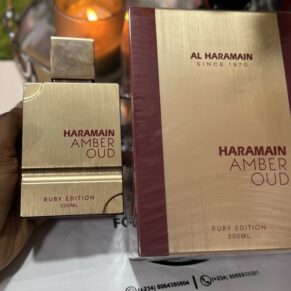 HARAMAIN
AMBER
OUD
RUBY EDITION
200ML
AL HARAMAIN
SINCE 1970
HARAMAIN
AMBER
OUD
RUBY EDITION
200ML